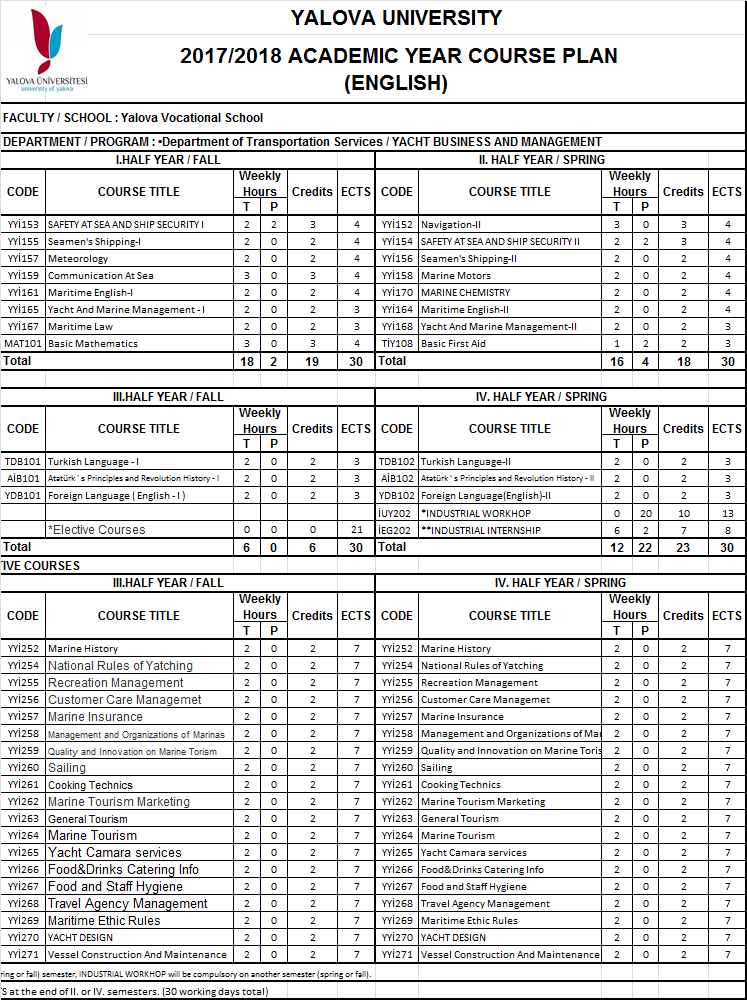 YALOVA UNIVERSITY
YALOVA ÜNİVERSİTESİ
university of yalova
2017/2018 ACADEMIC YEAR COURSE PLAN
(ENGLISH)
FACULTY / SCHOOL : Yalova Vocational School
DEPARTMENT / PROGRAM : •Department of Transportation Services / YACHT BUSINESS AND MANAGEMENT
I.HALF YEAR / FALL II. HALF YEAR / SPRING
CODE COURSE TITLE Weekly Hours Credits ECTS CODE COURSE TITLE Weekly Hours Credits ECTS
T P T P
YYİ153 SAFETY AT SEA AND SHIP SECURITY I 2 2 3 4 YYİ152 Navigation-II 3 0 3 4
YYİ155 Seamen's Shipping-I 2 0 2 4 YYİ154 SAFETY AT SEA AND SHIP SECURITY II 2 2 3 4
YYİ157 Meteorology 2 0 2 4 YYİ156 Seamen's Shipping-II 2 0 2 4
YYİ159 Communication At Sea 3 0 3 4 YYİ158 Marine Motors 2 0 2 4
YYİ161 Maritime English-I 2 0 2 4 YYİ170 MARINE CHEMISTRY 2 0 2 4
YYİ165 Yacht And Marine Management - I 2 0 2 3 YYİ164 Maritime English-II 2 0 2 4
YYİ167 Maritime Law 2 0 2 3 YYİ168 Yacht And Marine Management-II 2 0 2 3
MAT101 Basic Mathematics 3 0 3 4 TİY108 Basic First Aid 1 2 2 3
Total 18 2 19 30 Total 16 4 18 30
III.HALF YEAR / FALL IV. HALF YEAR / SPRING
CODE COURSE TITLE Weekly Hours Credits ECTS CODE COURSE TITLE Weekly Hours Credits ECTS
T P T P
TDB101 Turkish Language - I 2 0 2 3 TDB102 Turkish Language-II 2 0 2 3
AİB101 Atatürk ' s Principles and Revolution History - I 2 0 2 3 AİB102 Atatürk ' s Principles and Revolution History - II 2 0 2 3
YDB101 Foreign Language ( English - I ) 2 0 2 3 YDB102 Foreign Language(English)-II 2 0 2 3
İUY202 *INDUSTRIAL WORKHOP 0 20 10 13
*Elective Courses 0 0 0 21 İEG202 **INDUSTRIAL INTERNSHIP 6 2 7 8
Total 6 0 6 30 Total 12 22 23 30
TIVE COURSES
III.HALF YEAR / FALL IV. HALF YEAR / SPRING
CODE COURSE TITLE Weekly Hours Credits ECTS CODE COURSE TITLE Weekly Hours Credits ECTS
T P T P
YYİ252 Marine History 2 0 2 7 YYİ252 Marine History 2 0 2 7
YYİ254 National Rules of Yatching 2 0 2 7 YYİ254 National Rules of Yatching 2 0 2 7
YYİ255 Recreation Management 2 0 2 7 YYİ255 Recreation Management 2 0 2 7
YYİ256 Customer Care Managemet 2 0 2 7 YYİ256 Customer Care Managemet 2 0 2 7
YYİ257 Marine Insurance 2 0 2 7 YYİ257 Marine Insurance 2 0 2 7
YYİ258 Management and Organizations of Marinas 2 0 2 7 YYİ258 Management and Organizations of Mar 2 0 2 7
YYİ259 Quality and Innovation on Marine Torism 2 0 2 7 YYİ259 Quality and Innovation on Marine Toris 2 0 2 7
YYİ260 Sailing 2 0 2 7 YYİ260 Sailing 2 0 2 7
YYİ261 Cooking Technics 2 0 2 7 YYİ261 Cooking Technics 2 0 2 7
YYİ262 Marine Tourism Marketing 2 0 2 7 YYİ262 Marine Tourism Marketing 2 0 2 7
YYİ263 General Tourism 2 0 2 7 YYİ263 General Tourism 2 0 2 7
YYİ264 Marine Tourism 2 0 2 7 YYİ264 Marine Tourism 2 0 2 7
YYİ265 Yacht Camara services 2 0 2 7 YYİ265 Yacht Camara services 2 0 2 7
YYİ266 Food&Drinks Catering Info 2 0 2 7 YYİ266 Food&Drinks Catering Info 2 0 2 7
YYİ267 Food and Staff Hygiene 2 0 2 7 YYİ267 Food and Staff Hygiene 2 0 2 7
YYİ268 Travel Agency Management 2 0 2 7 YYİ268 Travel Agency Management 2 0 2 7
YYİ269 Maritime Ethic Rules 2 0 2 7 YYİ269 Maritime Ethic Rules 2 0 2 7
YYİ270 YACHT DESIGN 2 0 2 7 YYİ270 YACHT DESIGN 2 0 2 7
YYİ271 Vessel Construction And Maintenance 2 0 2 7 YYİ271 Vessel Construction And Maintenance 2 0 2 7
ring or fall) semester, INDUSTRIAL WORKHOP will be compulsory on another semester (spring or fall).
'S at the end of II. or IV. semesters. (30 working days total)